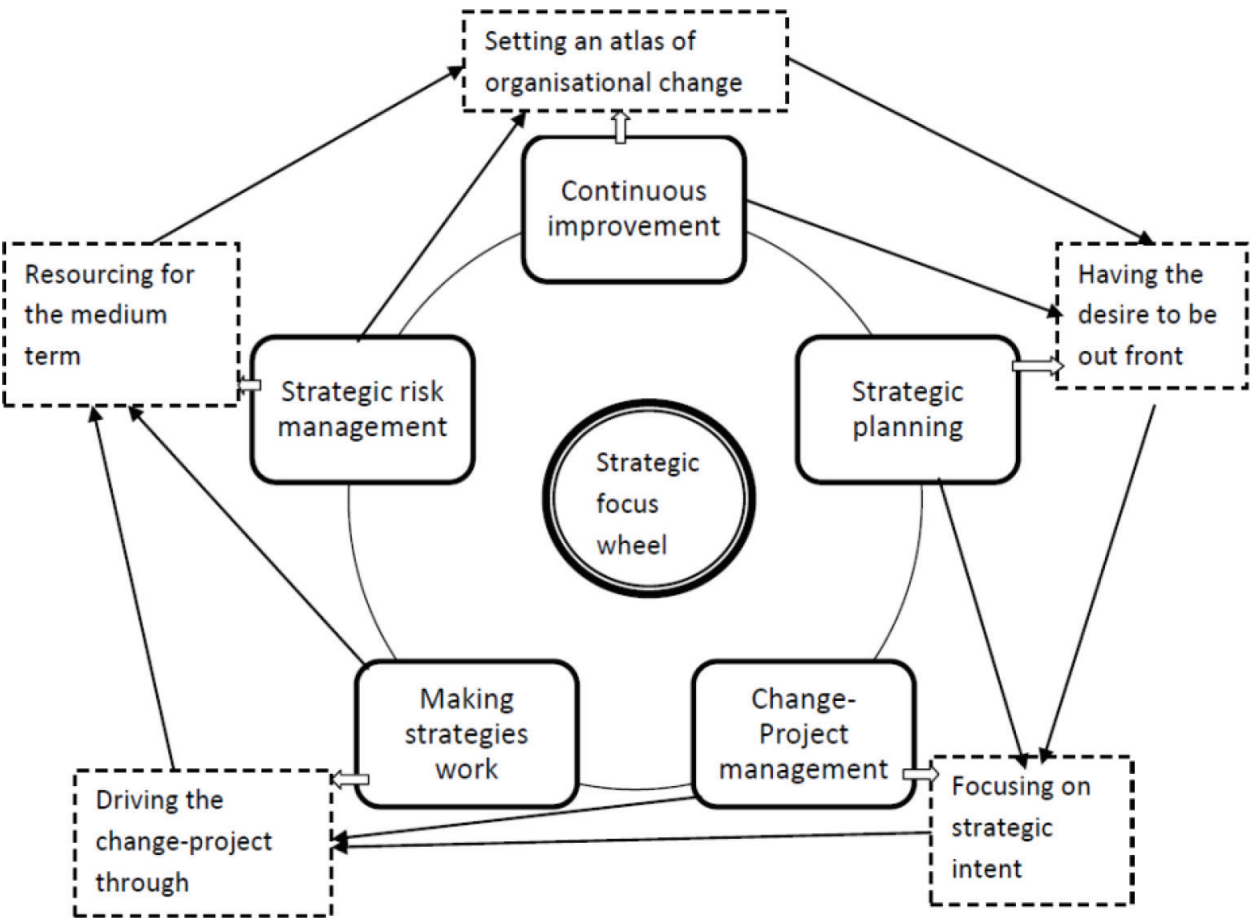 Setting an atlas of
organisational change
Continuous
improvement
Resourcing for
the medium
term
Having the
desire to be
out front
Strategic risk
management
Strategic
planning
Strategic
focus
wheel
Making
strategies
work
Change-
Project
management
Driving the
change-project
through
Focusing on
strategic
intent